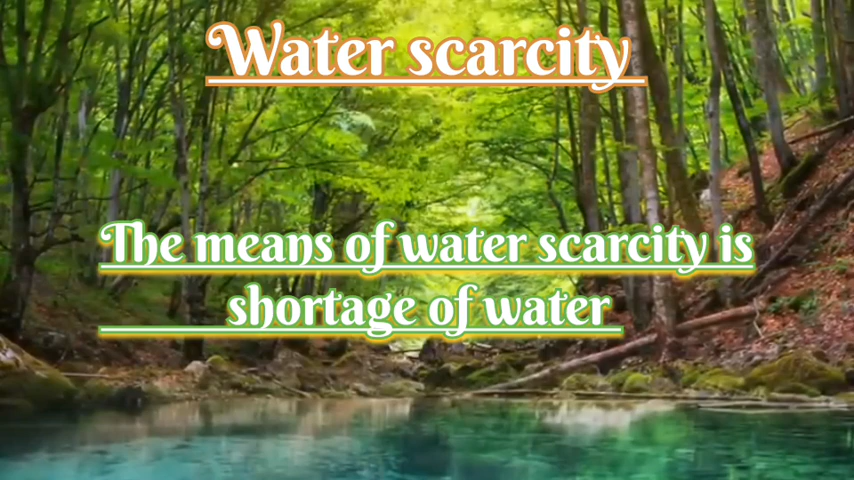 Water scarcity
The means of water scarcity is
shortage of water